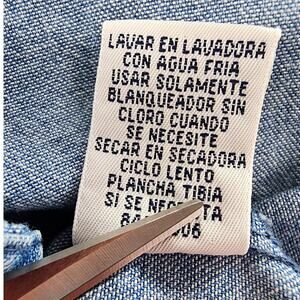 LAVAR EN LAVADORA
CON AGUA FRIA
USAR SOLAMENTE
BLANQUEADOR SIN
CLORO CUANDO
SE NECESITE
SECAR EN SECADORA
CICLO LENTO
PLANCHA TIBIA
SI SE